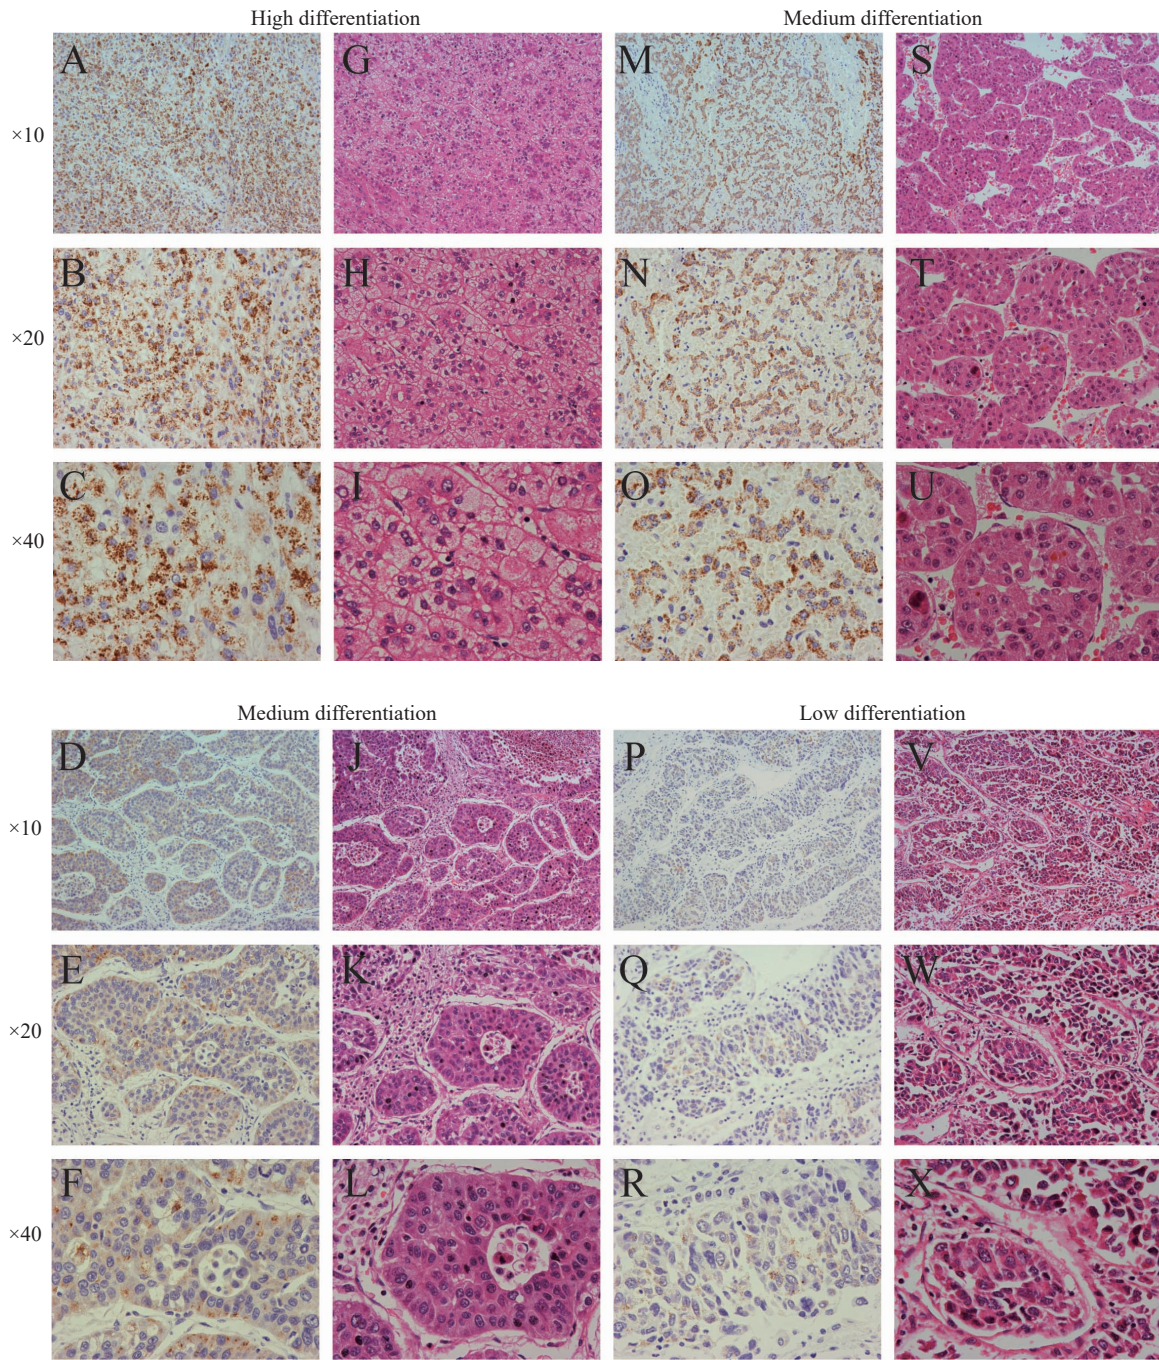 High differentiation Medium differentiation
A G M S
×10
B H N T
×20
C I O U
×40
Medium differentiation Low differentiation
D J P V
×10
E K Q W
×20
F L R X
×40